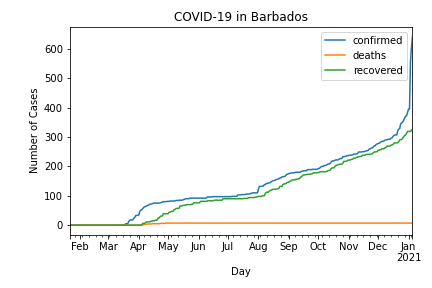 COVID-19 in Barbados
confirmed
deaths
recovered
Number of Cases
600
500
400
300
200
100
0
Feb Mar Apr May Jun Jul Aug Sep Oct Nov Dec Jan
2021
Day